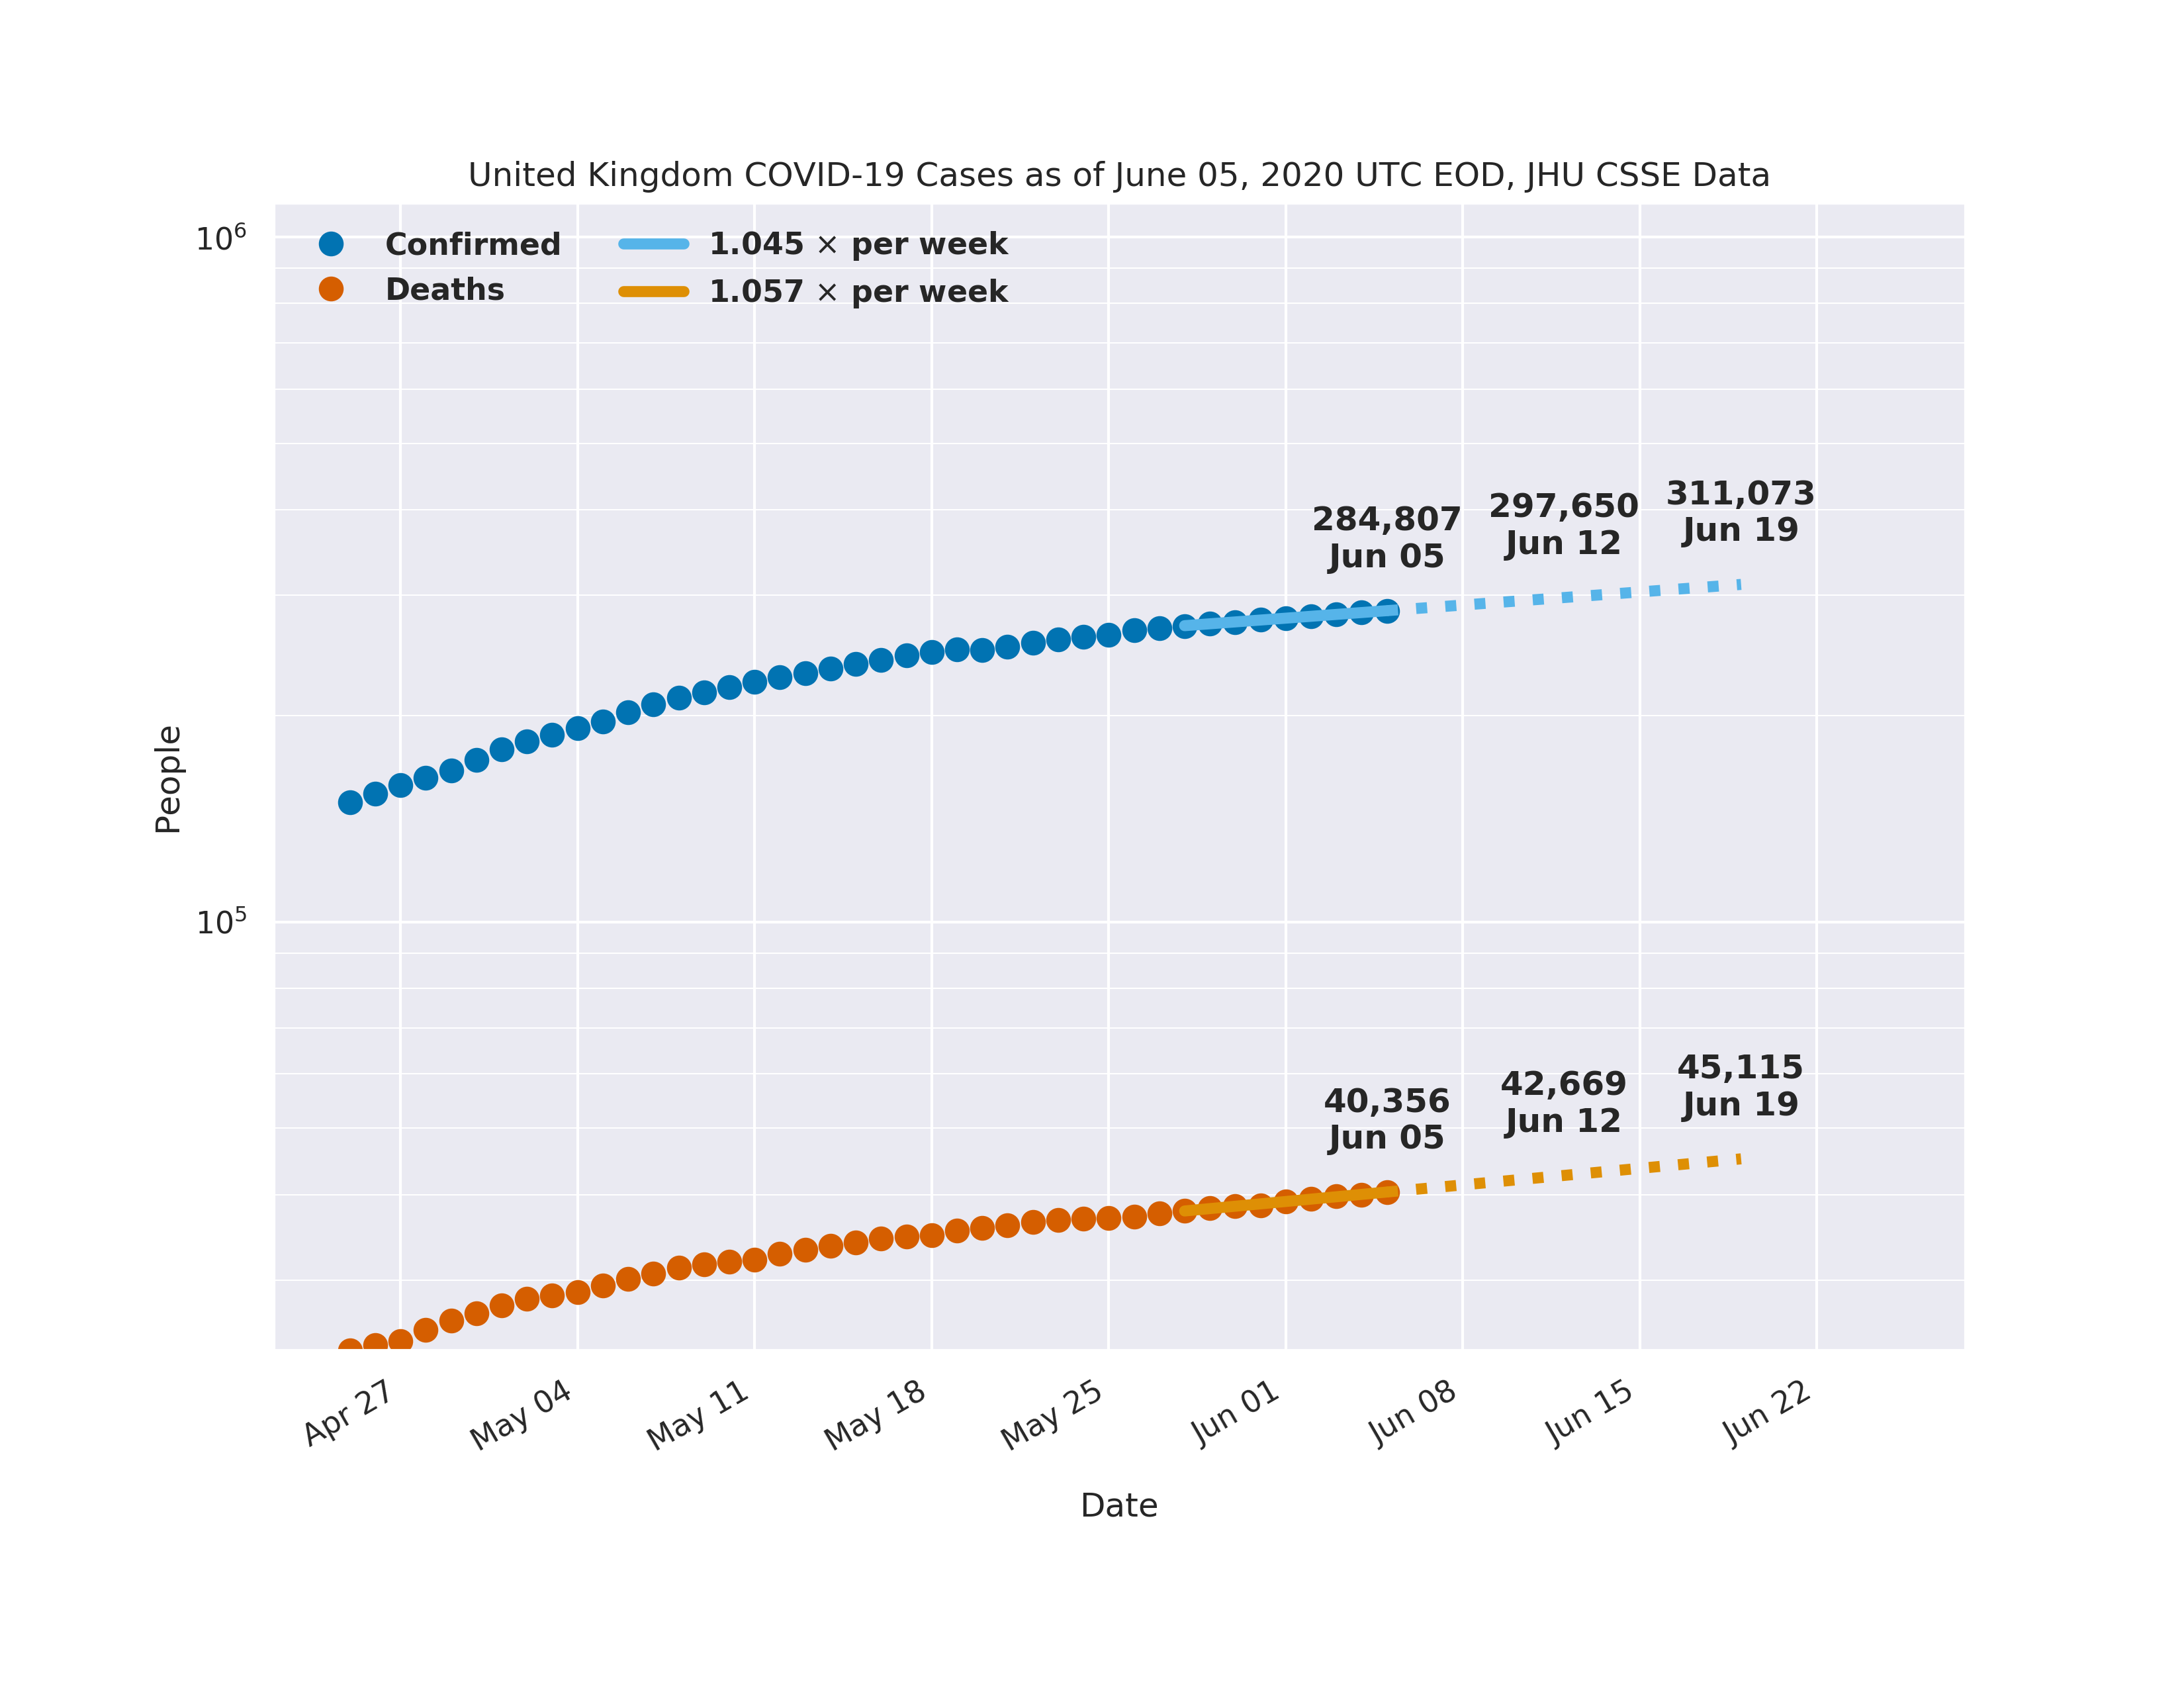 United Kingdom COVID-19 Cases as of June 05, 2020 UTC EOD, JHU CSSE Data
10⁶
Confirmed
Deaths
1.045 × per week
1.057 × per week
284,807
Jun 05
297,650
Jun 12
311,073
Jun 19
People
10⁵
40,356
Jun 05
42,669
Jun 12
45,115
Jun 19
Apr 27
May 04
May 11
May 18
May 25
Jun 01
Jun 08
Jun 15
Jun 22
Date